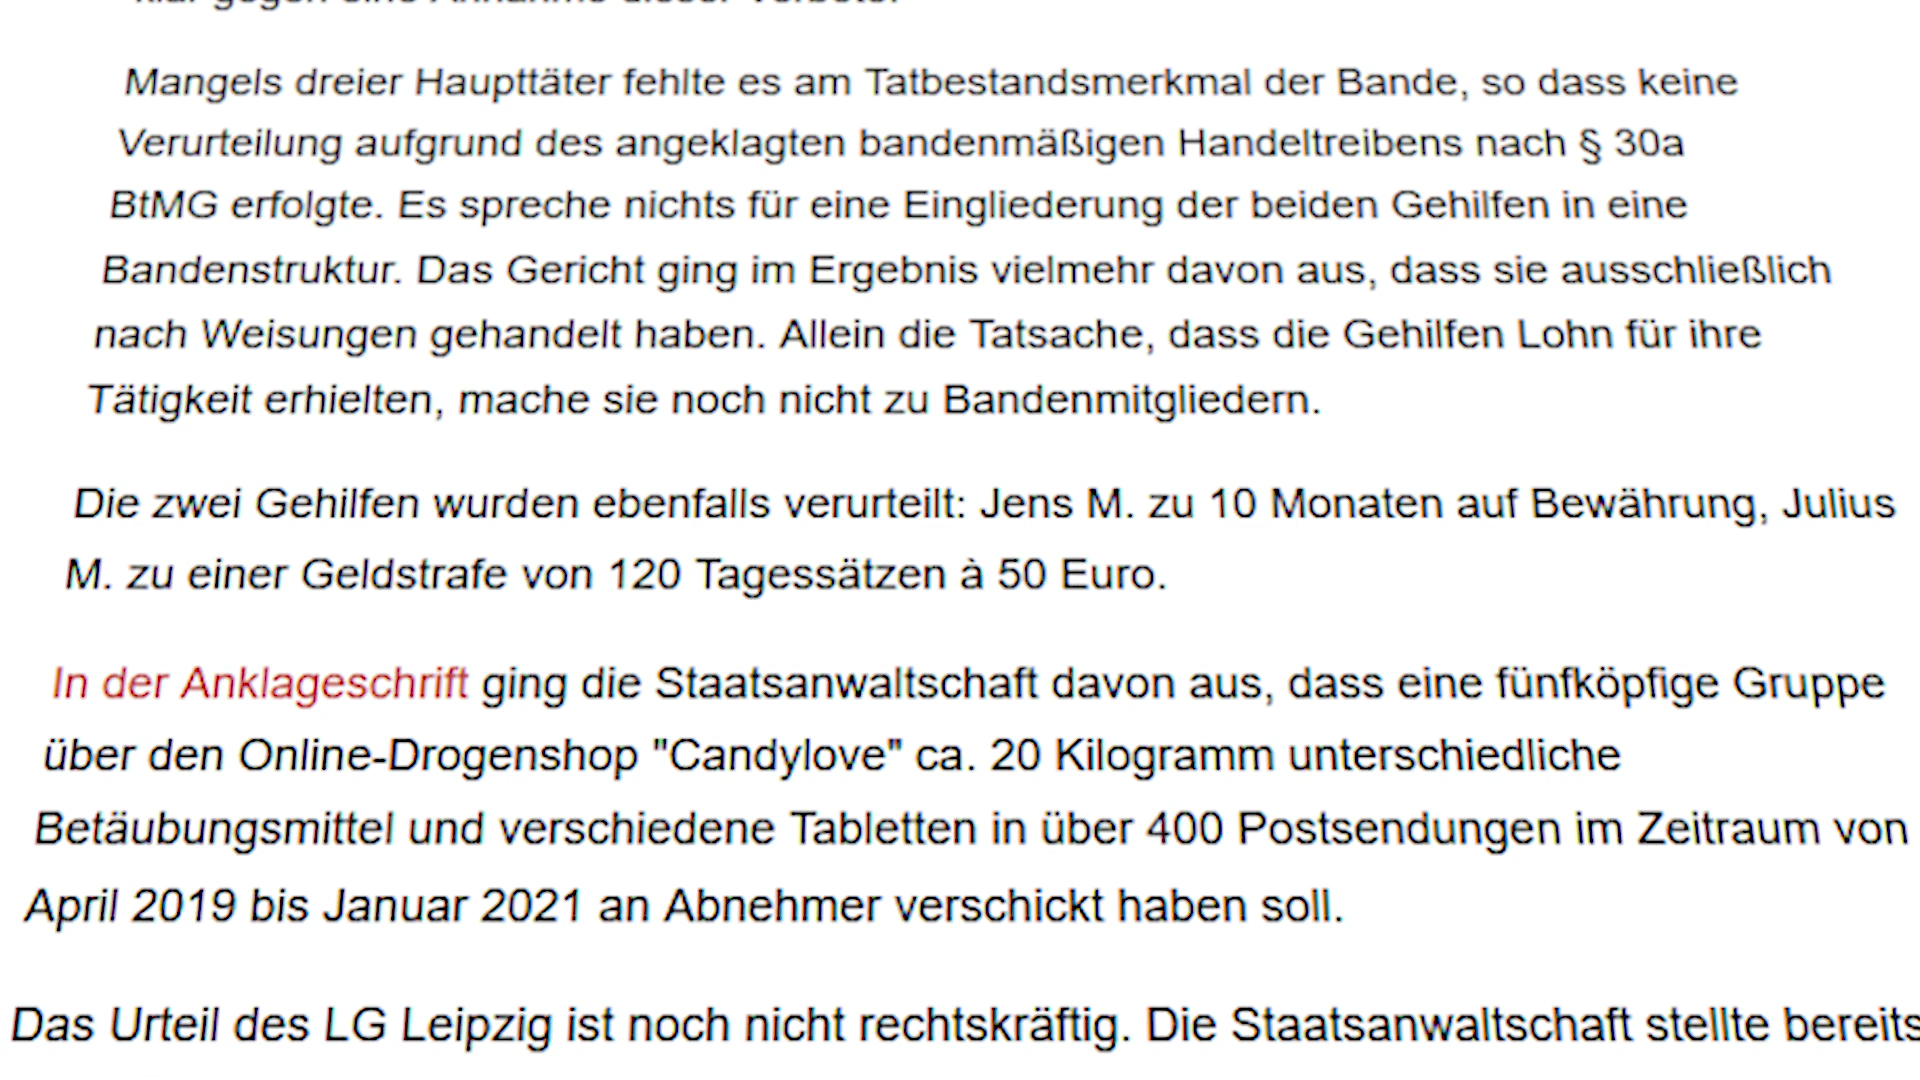 klar gegen eine Annahme dieser Verbote.
Mangels dreier Haupttäter fehlte es am Tatbestandsmerkmal der Bande, so dass keine
Verurteilung aufgrund des angeklagten bandenmäßigen Handeltreibens nach § 30a
BtMG erfolgte. Es spreche nichts für eine Eingliederung der beiden Gehilfen in eine
Bandenstruktur. Das Gericht ging im Ergebnis vielmehr davon aus, dass sie ausschließlich
nach Weisungen gehandelt haben. Allein die Tatsache, dass die Gehilfen Lohn für ihre
Tätigkeit erhielten, mache sie noch nicht zu Bandenmitgliedern.
Die zwei Gehilfen wurden ebenfalls verurteilt: Jens M. zu 10 Monaten auf Bewährung, Julius
M. zu einer Geldstrafe von 120 Tagessätzen à 50 Euro.
In der Anklageschrift ging die Staatsanwaltschaft davon aus, dass eine fünfköpfige Gruppe
über den Online-Drogenshop "Candylove" ca. 20 Kilogramm unterschiedliche
Betäubungsmittel und verschiedene Tabletten in über 400 Postsendungen im Zeitraum von
April 2019 bis Januar 2021 an Abnehmer verschickt haben soll.
Das Urteil des LG Leipzig ist noch nicht rechtskräftig. Die Staatsanwaltschaft stellte bereits